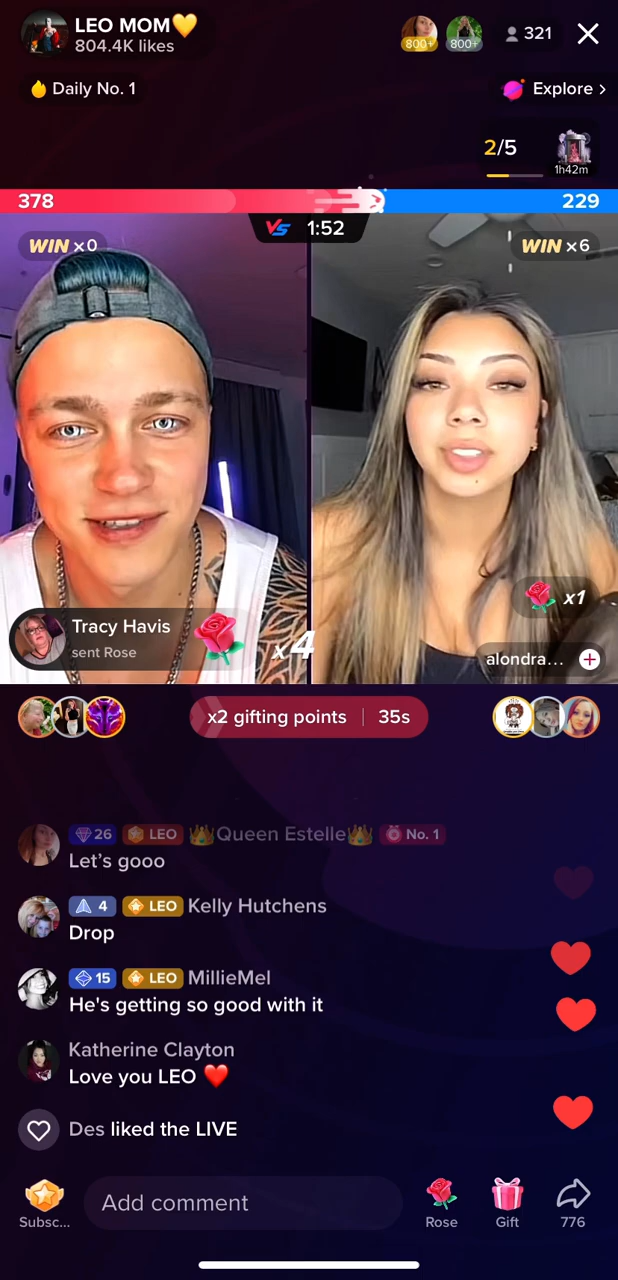 LEO MOM💛
804.4K likes
800+
800+
321
Daily No. 1
Explore >
2/5
1h42m
378
229
VS 1:52
WIN x0
WIN x6
Tracy Havis
sent Rose
x4
x1
alondra...
x2 gifting points | 35s
26 LEO 👑Queen Estelle👑 No. 1
Let's gooo
4 LEO Kelly Hutchens
Drop
15 LEO MillieMel
He's getting so good with it
Katherine Clayton
Love you LEO ❤️
Des liked the LIVE
Subsc...
Add comment
Rose
Gift
776